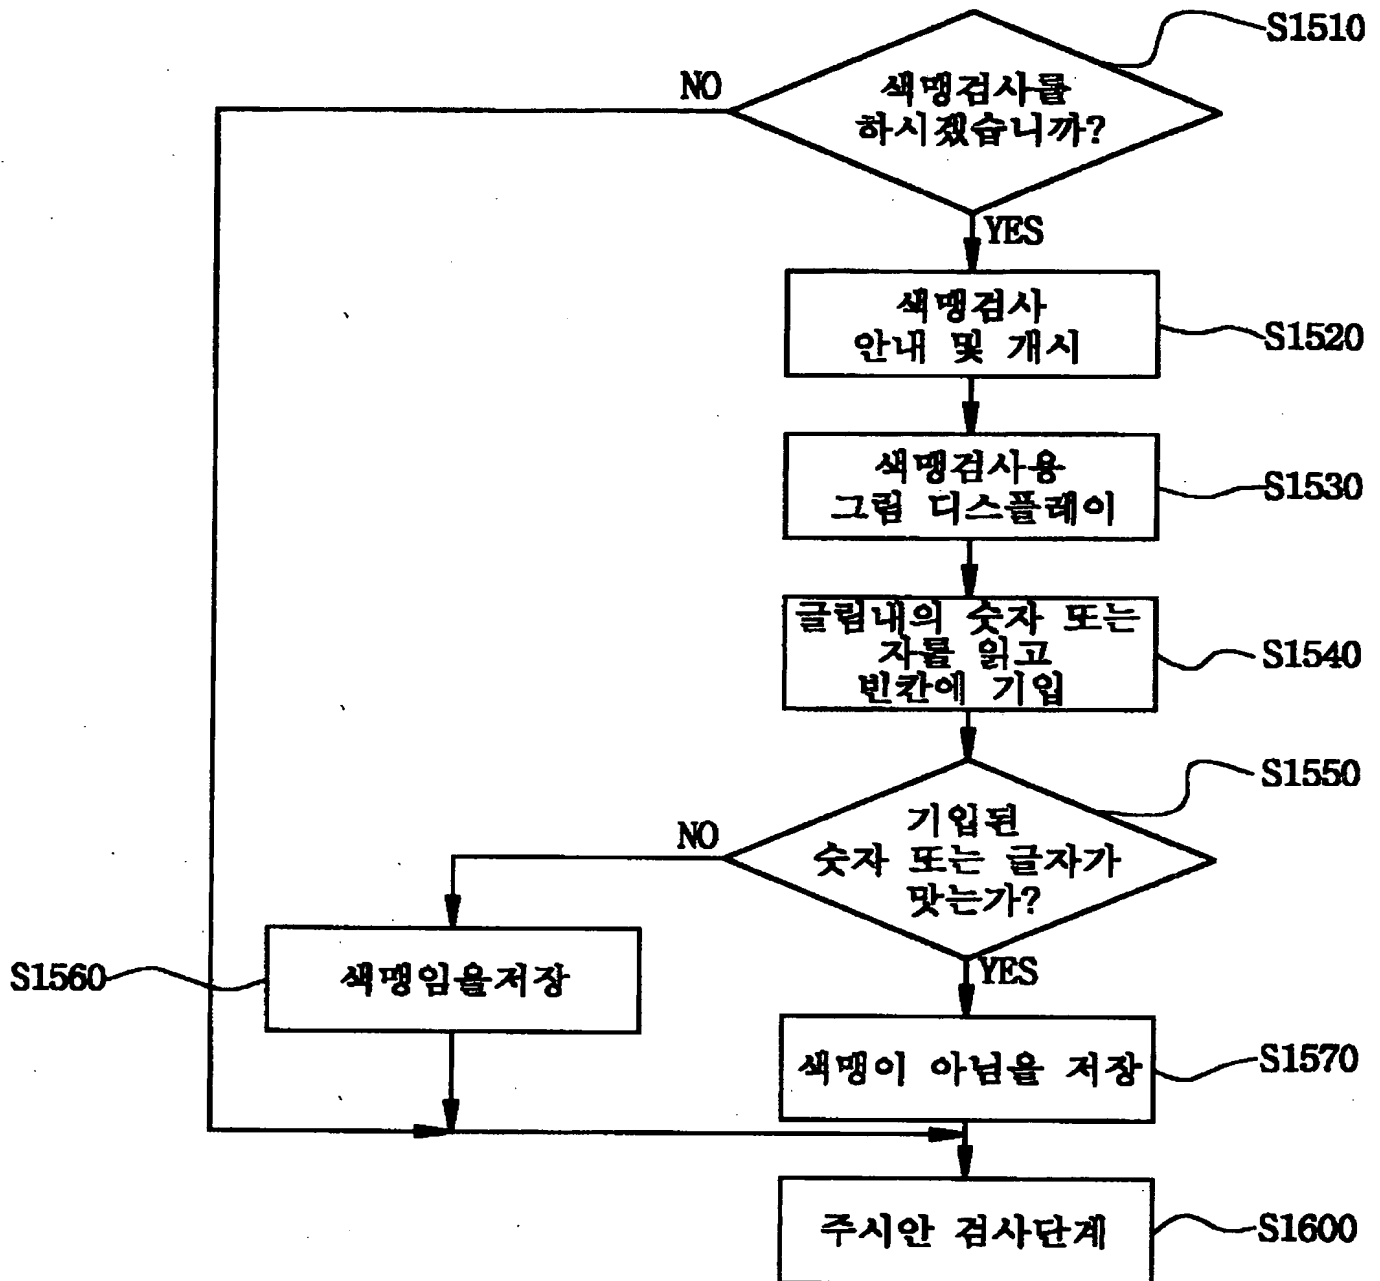 S1510
NO
색맹검사를
하시겠습니까?
YES
색맹검사
안내 및 개시
S1520
색맹검사용
그림 디스플레이
S1530
글림내의 숫자 또는
자를 읽고
빈칸에 기입
S1540
S1550
NO
기입된
숫자 또는 글자가
맞는가?
YES
S1560
색맹임을저장
색맹이 아님을 저장
S1570
주시안 검사단계
S1600